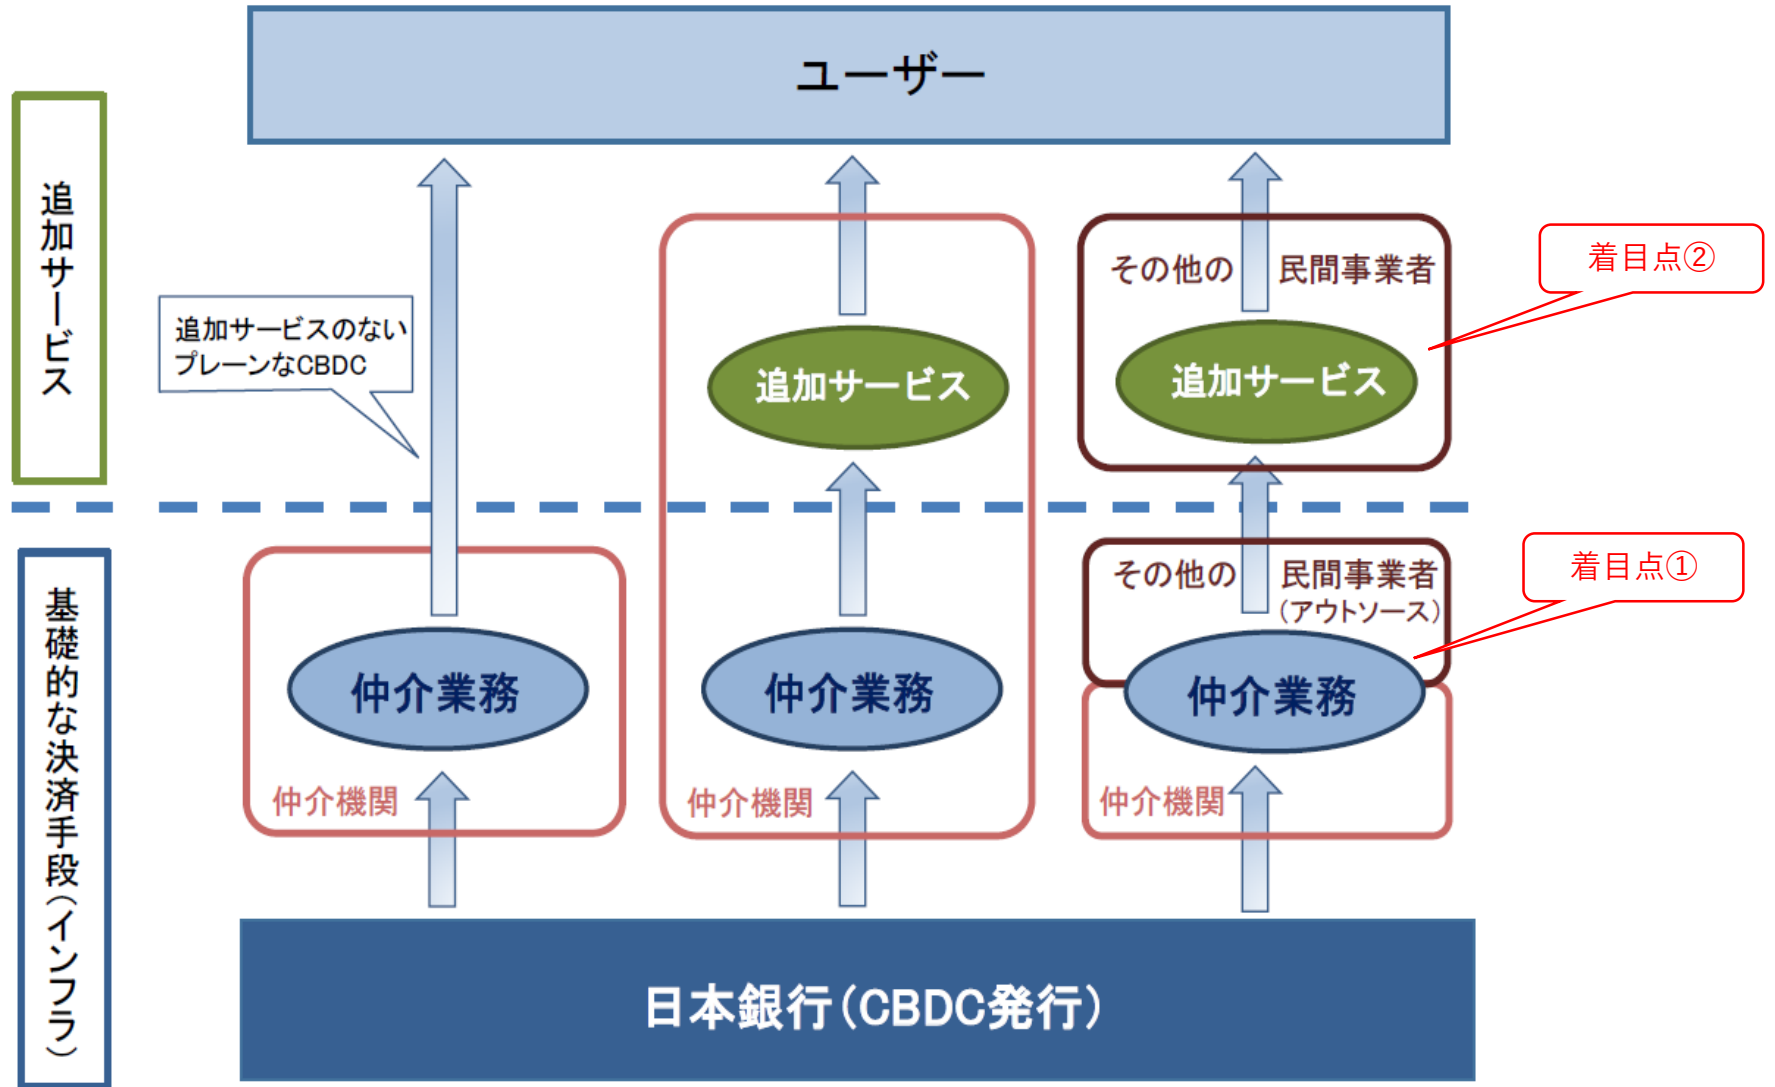 ユーザー
追加サービス
追加サービスのない
プレーンなCBDC
その他の 民間事業者
着目点②
追加サービス
追加サービス
基礎的な決済手段(インフラ)
その他の 民間事業者
(アウトソース)
着目点①
仲介業務
仲介業務
仲介業務
仲介機関
仲介機関
仲介機関
日本銀行(CBDC発行)